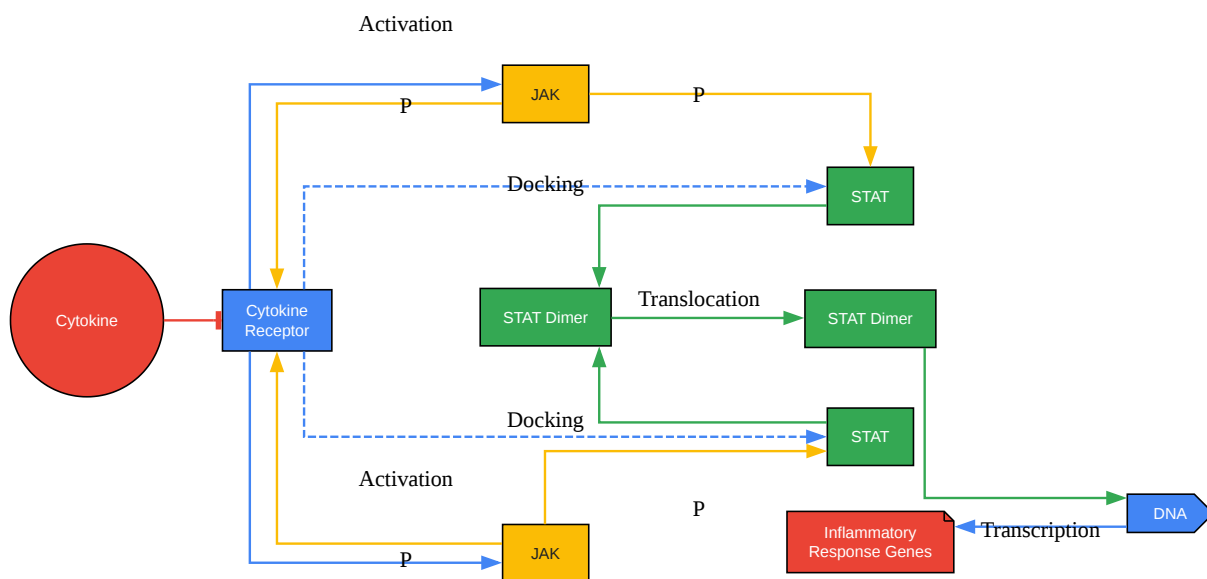 Activation
JAK
P
P
Docking
STAT
Cytokine
Cytokine
Receptor
STAT Dimer
Translocation
STAT Dimer
Docking
STAT
Activation
P
DNA
Inflammatory
Response Genes
Transcription
JAK
P